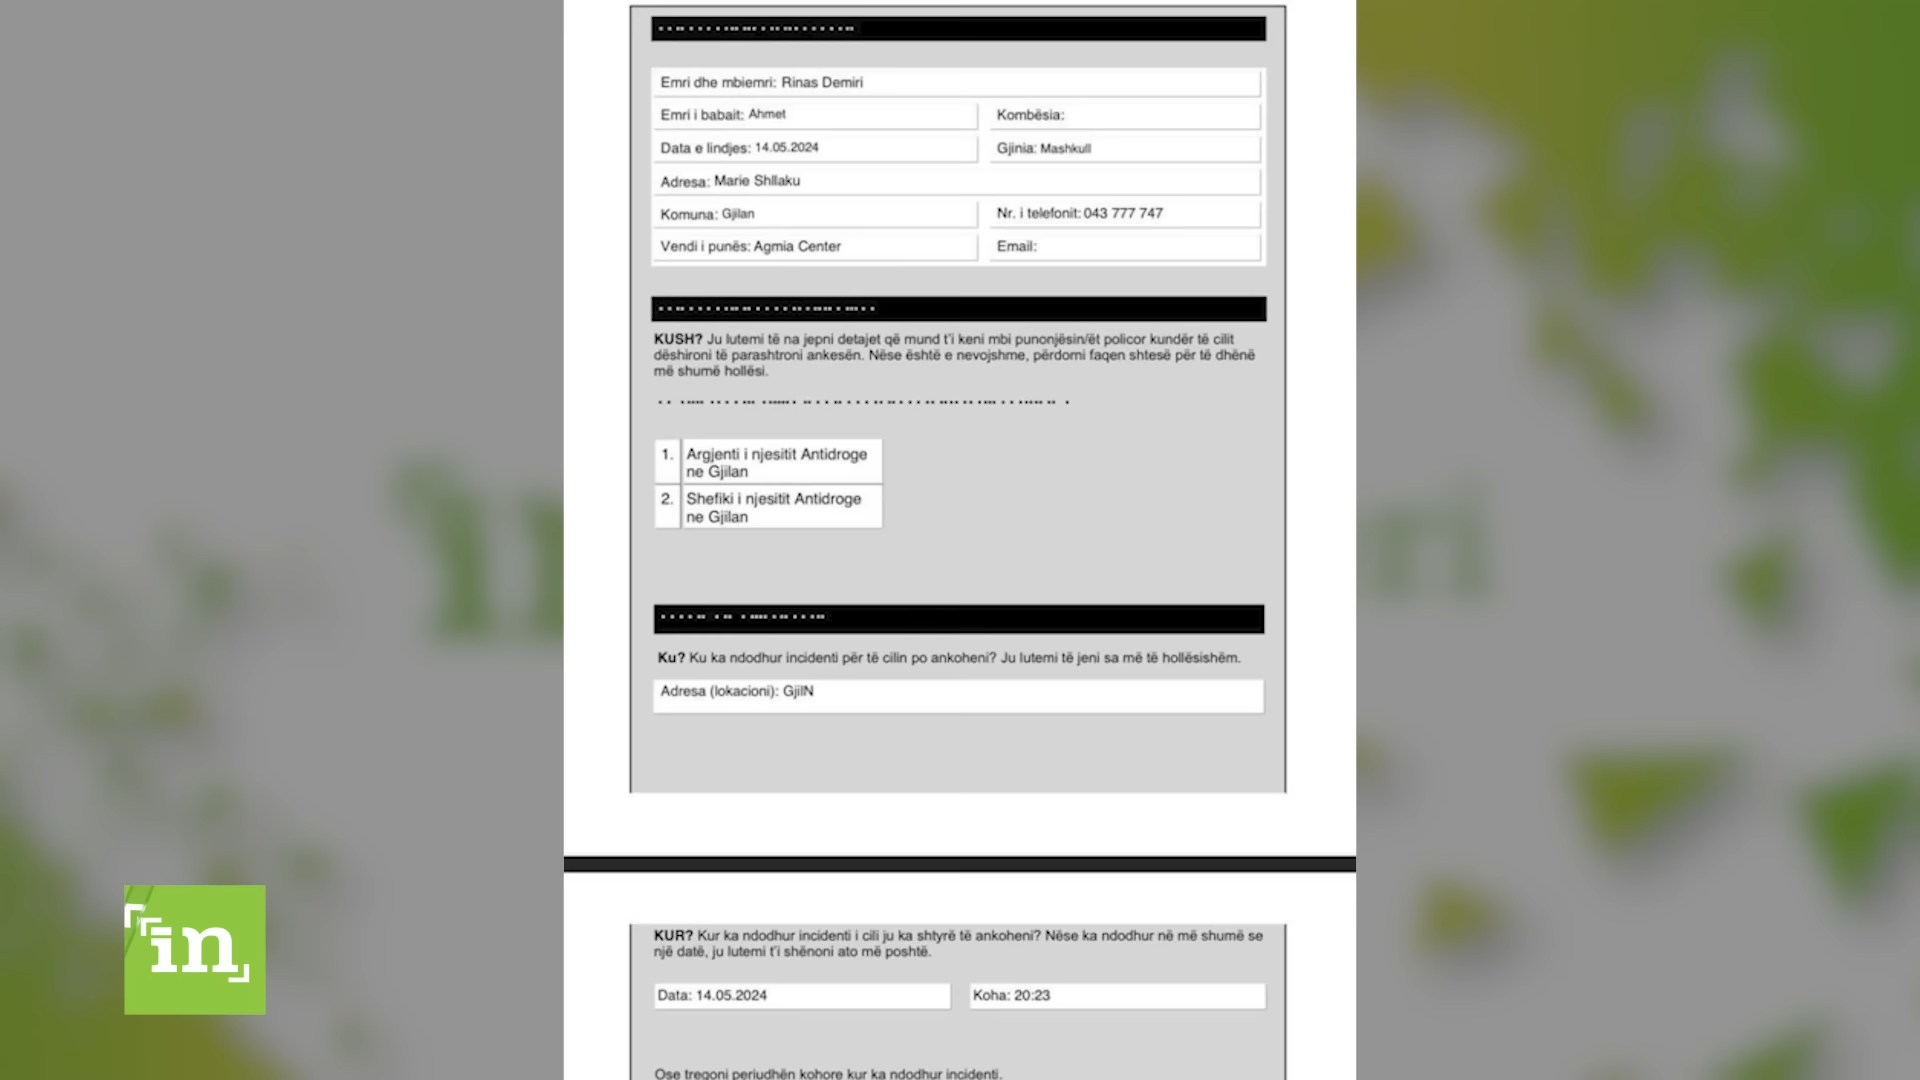 Emri dhe mbiemri: Rinas Demiri
Emri i babait: Ahmet
Kombësia:
Data e lindjes: 14.05.2024
Gjinia: Mashkull
Adresa: Marie Shllaku
Komuna: Gjilan
Nr. i telefonit: 043 777 747
Vendi i punës: Agmia Center
Email:
KUSH? Ju lutemi të na jepni detajet që mund t'i keni mbi punonjësin/ët policor kundër të cilit
dëshironi të parashtroni ankesën. Nëse është e nevojshme, përdorni faqen shtesë për të dhënë
më shumë hollësi.
1. Argjenti i njesitit Antidroge
ne Gjilan
2. Shefiki i njesitit Antidroge
ne Gjilan
Ku? Ku ka ndodhur incidenti për të cilin po ankoheni? Ju lutemi të jeni sa më të hollësishëm.
Adresa (lokacioni): GjilN
KUR? Kur ka ndodhur incidenti i cili ju ka shtyrë të ankoheni? Nëse ka ndodhur në më shumë se
një datë, ju lutemi t'i shënoni ato më poshtë.
Data: 14.05.2024
Koha: 20:23
Ose tregoni periudhën kohore kur ka ndodhur incidenti.
in